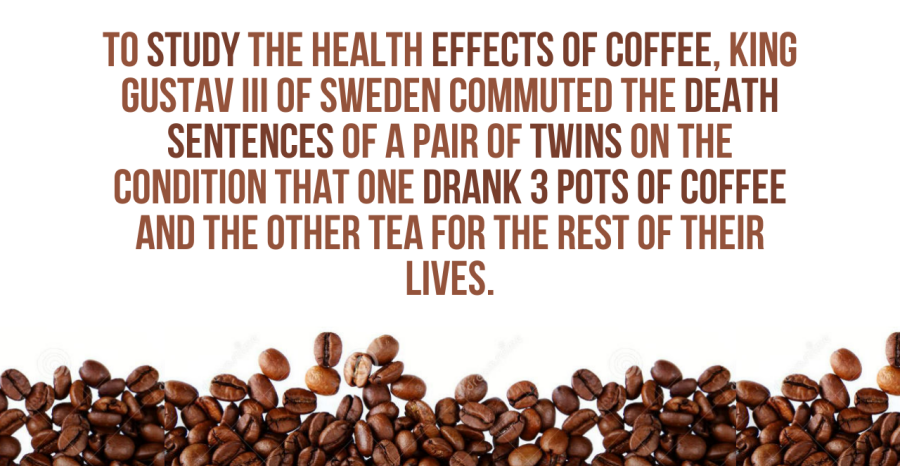 TO STUDY THE HEALTH EFFECTS OF COFFEE, KING
GUSTAV III OF SWEDEN COMMUTED THE DEATH
SENTENCES OF A PAIR OF TWINS ON THE
CONDITION THAT ONE DRANK 3 POTS OF COFFEE
AND THE OTHER TEA FOR THE REST OF THEIR
LIVES.